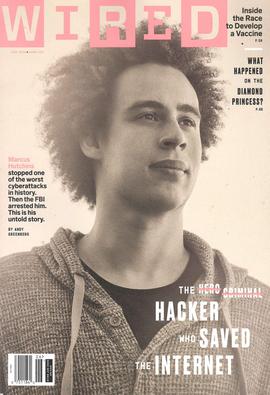 WIRED
Inside
the Race
to Develop
a Vaccine
WHAT
HAPPENED
ON THE
DIAMOND
PRINCESS?
Marcus
Hutchins
stopped one
of the worst
cyberattacks
in history.
Then the FBI
arrested him.
This is his
untold story.
BY ANDY
GREENBERG
THE HERO CRIMINAL
HACKER
WHO SAVED
THE INTERNET